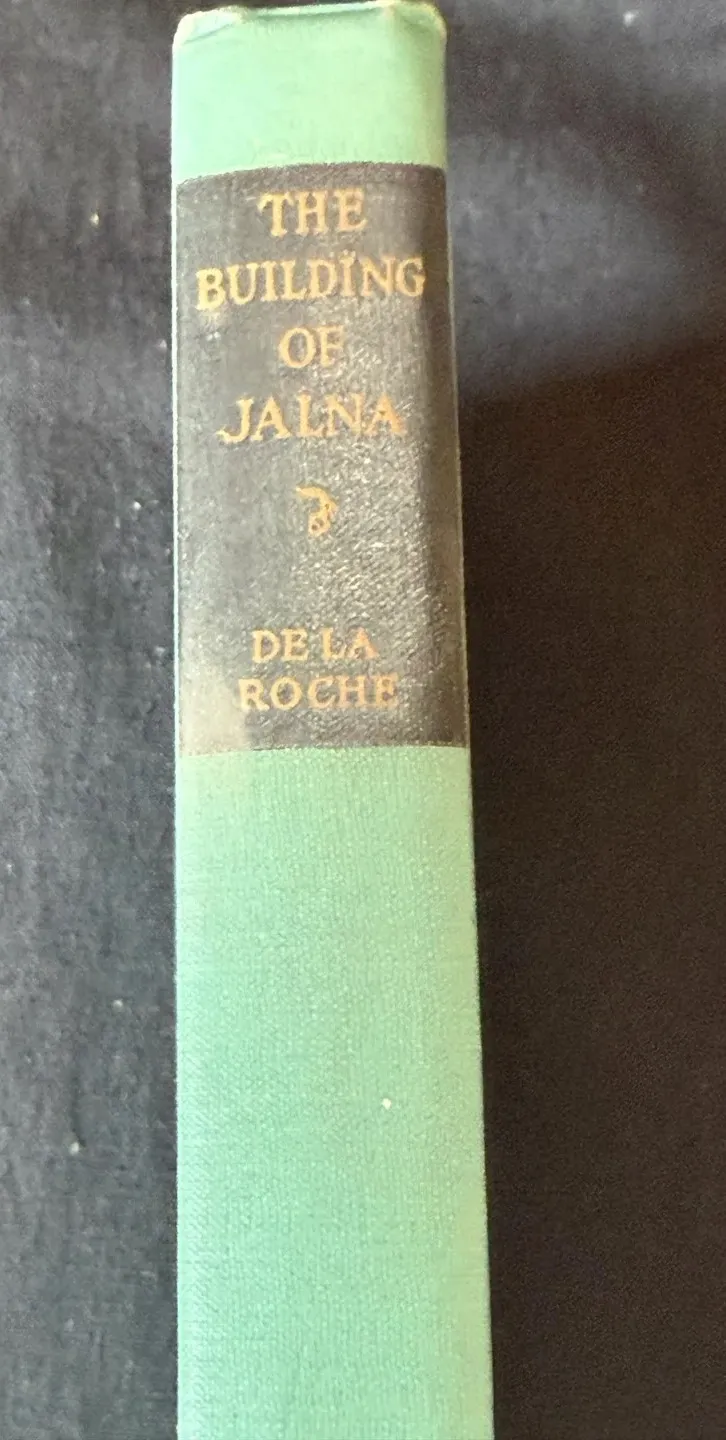 THE
BUILDING
OF
JALNA
DE LA
ROCHE